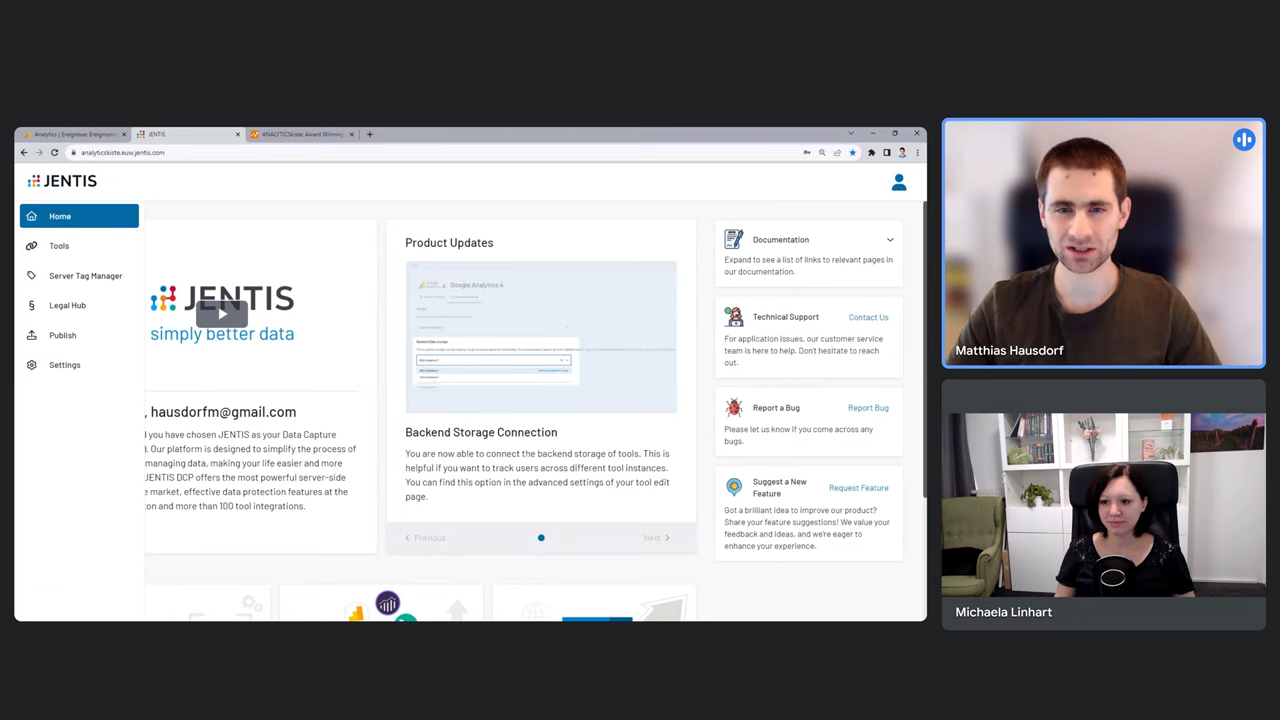 Analytics | Ereignisse: Ereignisna
JENTIS
ANALYTICSkiste: Award Winning
analyticskiste.euw.jentis.com
JENTIS
Home
Tools
Server Tag Manager
Legal Hub
Publish
Settings
JENTIS
simply better data
, hausdorfm@gmail.com
d you have chosen JENTIS as your Data Capture
). Our platform is designed to simplify the process of
managing data, making your life easier and more
JENTIS DCP offers the most powerful server-side
e market, effective data protection features at the
on and more than 100 tool integrations.
Product Updates
Google Analytics 4
Backend Storage Connection
You are now able to connect the backend storage of tools. This is
helpful if you want to track users across different tool instances.
You can find this option in the advanced settings of your tool edit
page.
Previous
Next
Documentation
Expand to see a list of links to relevant pages in
our documentation.
Technical Support
Contact Us
For application issues, our customer service
team is here to help. Don't hesitate to reach
out.
Report a Bug
Report Bug
Please let us know if you come across any
bugs.
Suggest a New
Feature
Request Feature
Got a brilliant idea to improve our product?
Share your feature suggestions! We value your
feedback and ideas, and we're eager to
enhance your experience.
Matthias Hausdorf
Michaela Linhart